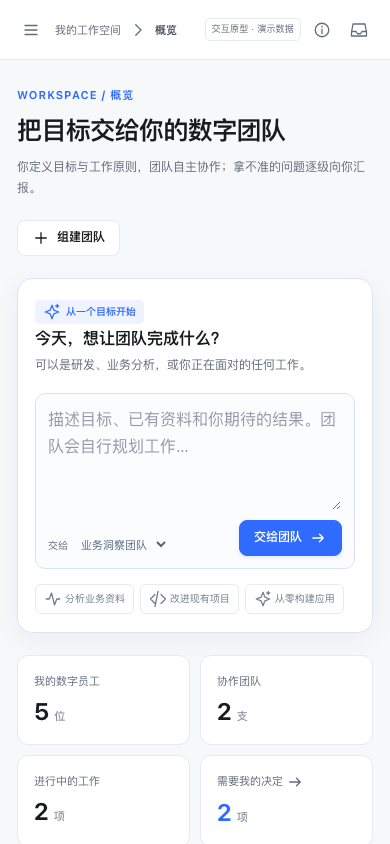 我的工作空间 > 概览 交互原型 · 演示数据
WORKSPACE / 概览
把目标交给你的数字团队
你定义目标与工作原则，团队自主协作；拿不准的问题逐级向你汇
报。
组建团队
从一个目标开始
今天，想让团队完成什么？
可以是研发、业务分析，或你正在面对的任何工作。
描述目标、已有资料和你期待的结果。团
队会自行规划工作...
交给 业务洞察团队 交给团队 →
分析业务资料 改进现有项目 从零构建应用
我的数字员工 协作团队
5 位 2 支
进行中的工作 需要我的决定 →
2 项 2 项